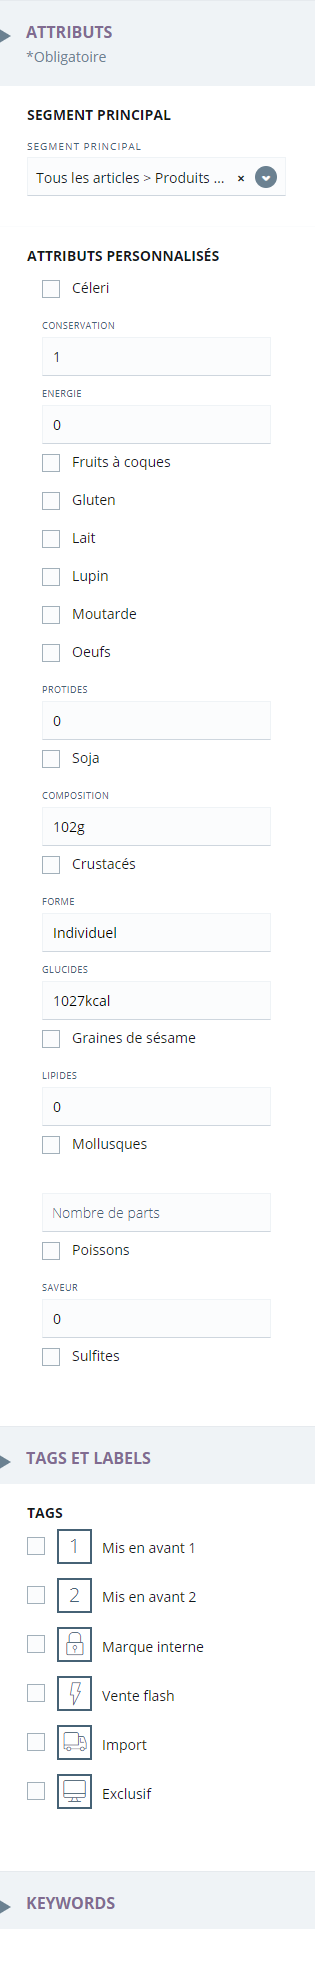 ATTRIBUTS
*Obligatoire
SEGMENT PRINCIPAL
SEGMENT PRINCIPAL
Tous les articles > Produits ... ×
ATTRIBUTS PERSONNALISÉS
Céleri
CONSERVATION
1
ENERGIE
0
Fruits à coques
Gluten
Lait
Lupin
Moutarde
Oeufs
PROTIDES
0
Soja
COMPOSITION
102g
Crustacés
FORME
Individuel
GLUCIDES
1027kcal
Graines de sésame
LIPIDES
0
Mollusques
Nombre de parts
Poissons
SAVEUR
0
Sulfites
TAGS ET LABELS
TAGS
1 Mis en avant 1
2 Mis en avant 2
Marque interne
Vente flash
Import
Exclusif
KEYWORDS